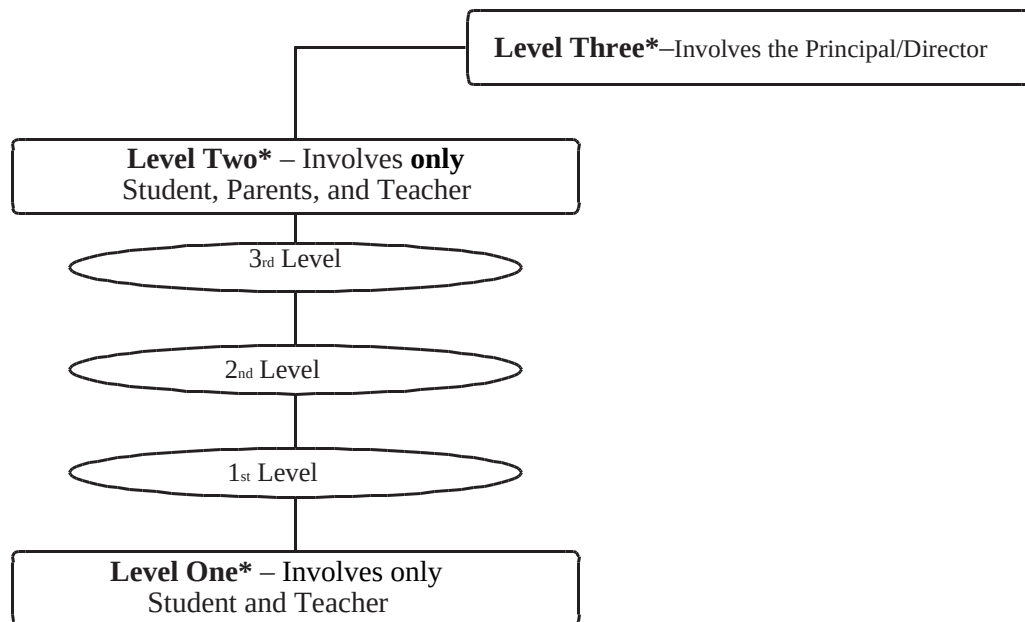 Level Three*–Involves the Principal/Director
Level Two* – Involves only
Student, Parents, and Teacher
3rd Level
2nd Level
1st Level
Level One* – Involves only
Student and Teacher